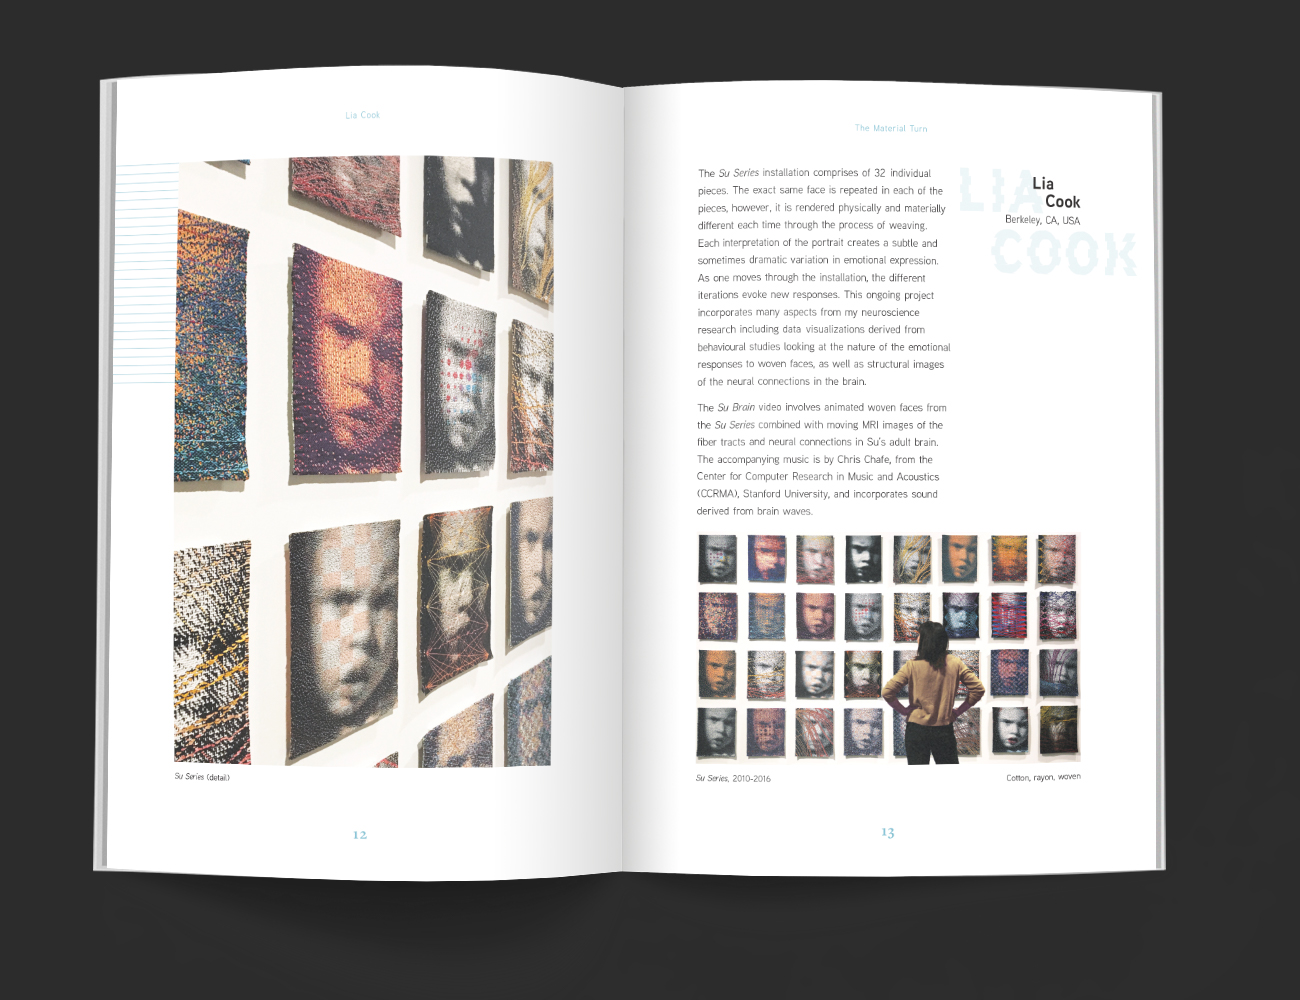 Lia Cook
Su Series (detail)
12
The Material Turn
The Su Series installation comprises of 32 individual
pieces. The exact same face is repeated in each of the
pieces, however, it is rendered physically and materially
different each time through the process of weaving.
Each interpretation of the portrait creates a subtle and
sometimes dramatic variation in emotional expression.
As one moves through the installation, the different
iterations evoke new responses. This ongoing project
incorporates many aspects from my neuroscience
research including data visualizations derived from
behavioural studies looking at the nature of the emotional
responses to woven faces, as well as structural images
of the neural connections in the brain.
The Su Brain video involves animated woven faces from
the Su Series combined with moving MRI images of the
fiber tracts and neural connections in Su's adult brain.
The accompanying music is by Chris Chafe, from the
Center for Computer Research in Music and Acoustics
(CCRMA), Stanford University, and incorporates sound
derived from brain waves.
LIA
COOK
Lia
Cook
Berkeley, CA, USA
Su Series, 2010-2016
Cotton, rayon, woven
13